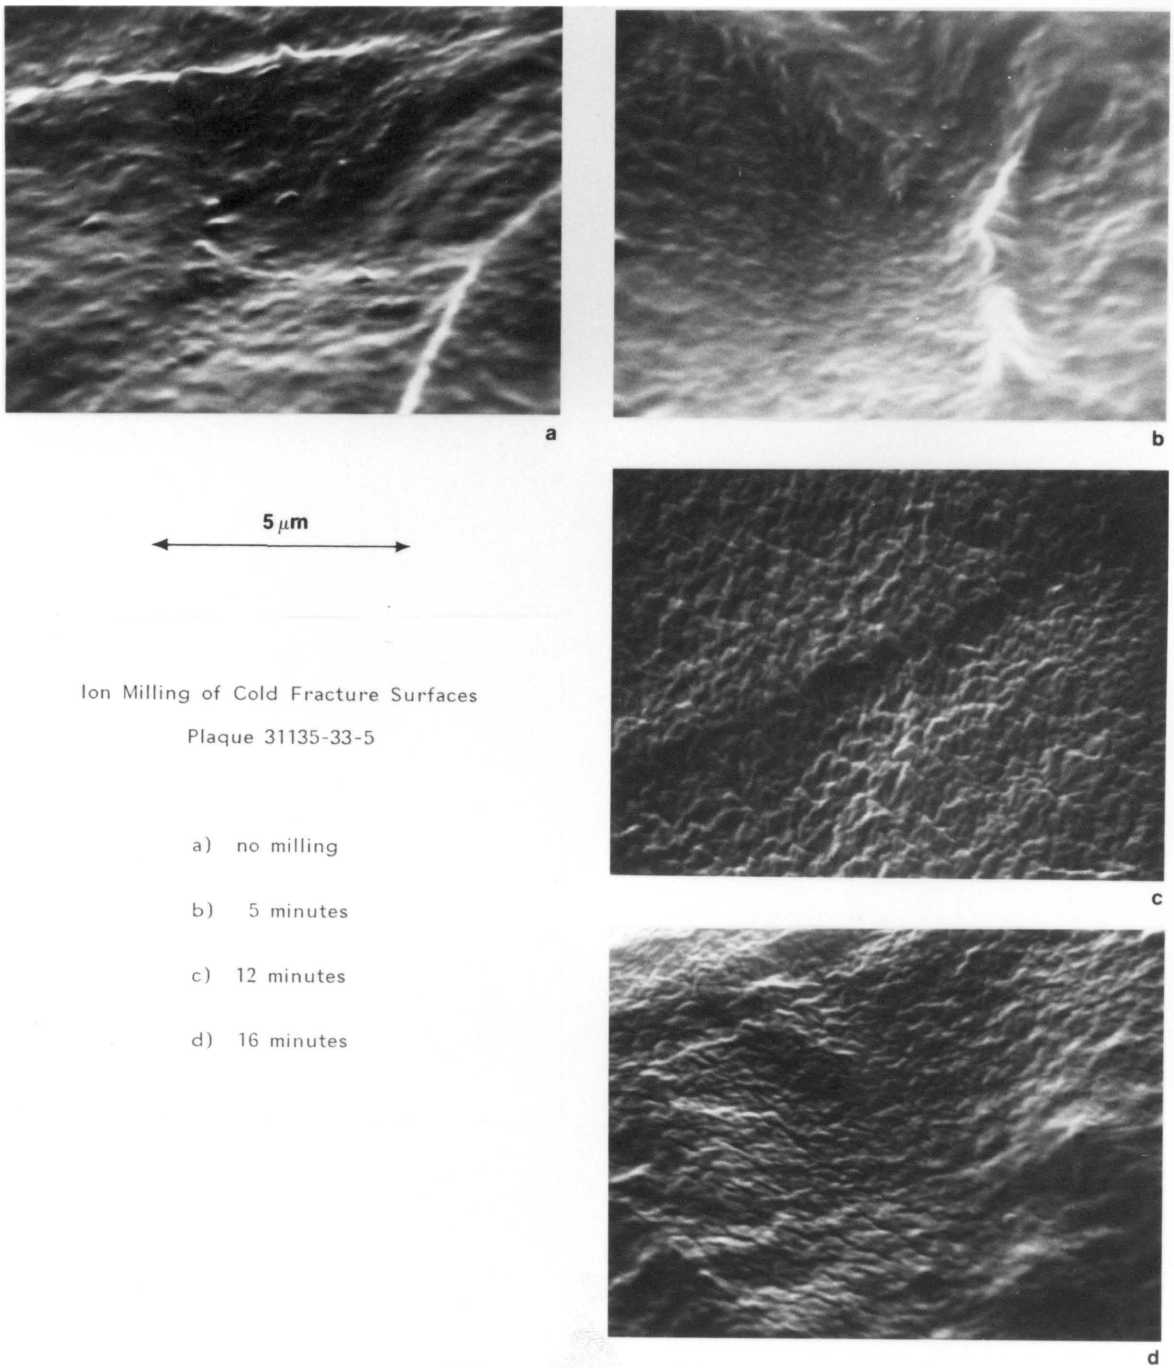 a
b
5 μm
Ion Milling of Cold Fracture Surfaces
Plaque 31135-33-5
a) no milling
b) 5 minutes
c) 12 minutes
d) 16 minutes
c
d